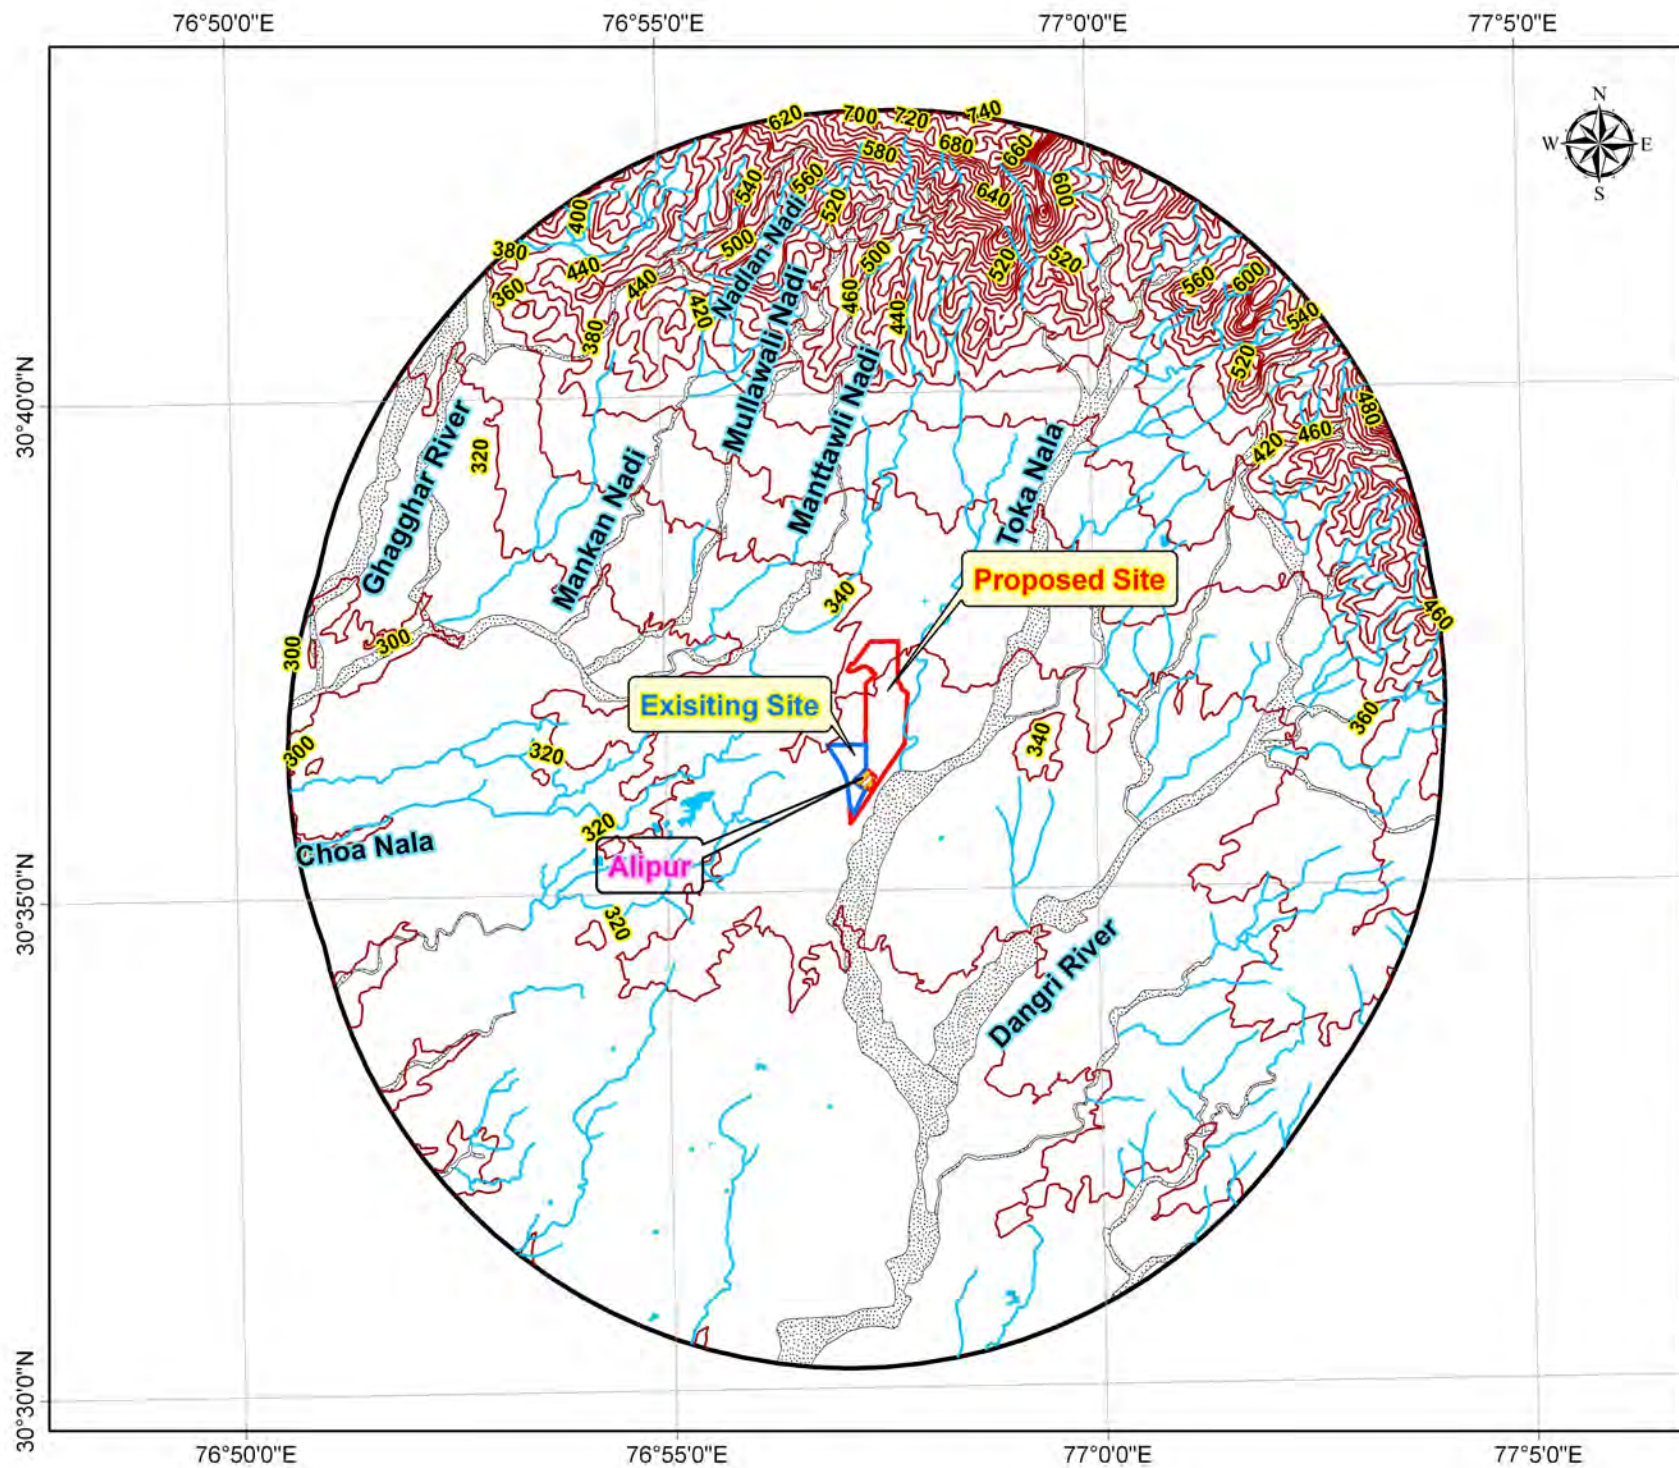 76°50'0"E
76°55'0"E
77°0'0"E
77°5'0"E
N
W
E
S
620
700
720
740
580
680
660
540
560
520
640
600
400
380
500
500
520
520
440
440
360
460
440
420
380
560
600
540
520
480
460
420
Nadlan Nadi
Mullawali Nadi
Manttawli Nadi
30°40'0"N
Ghagghar River
320
Mankan Nadi
Toka Nala
340
Proposed Site
460
300
300
Exisiting Site
360
300
320
340
320
Choa Nala
Alipur
30°35'0"N
320
Dangri River
30°30'0"N
76°50'0"E
76°55'0"E
77°0'0"E
77°5'0"E